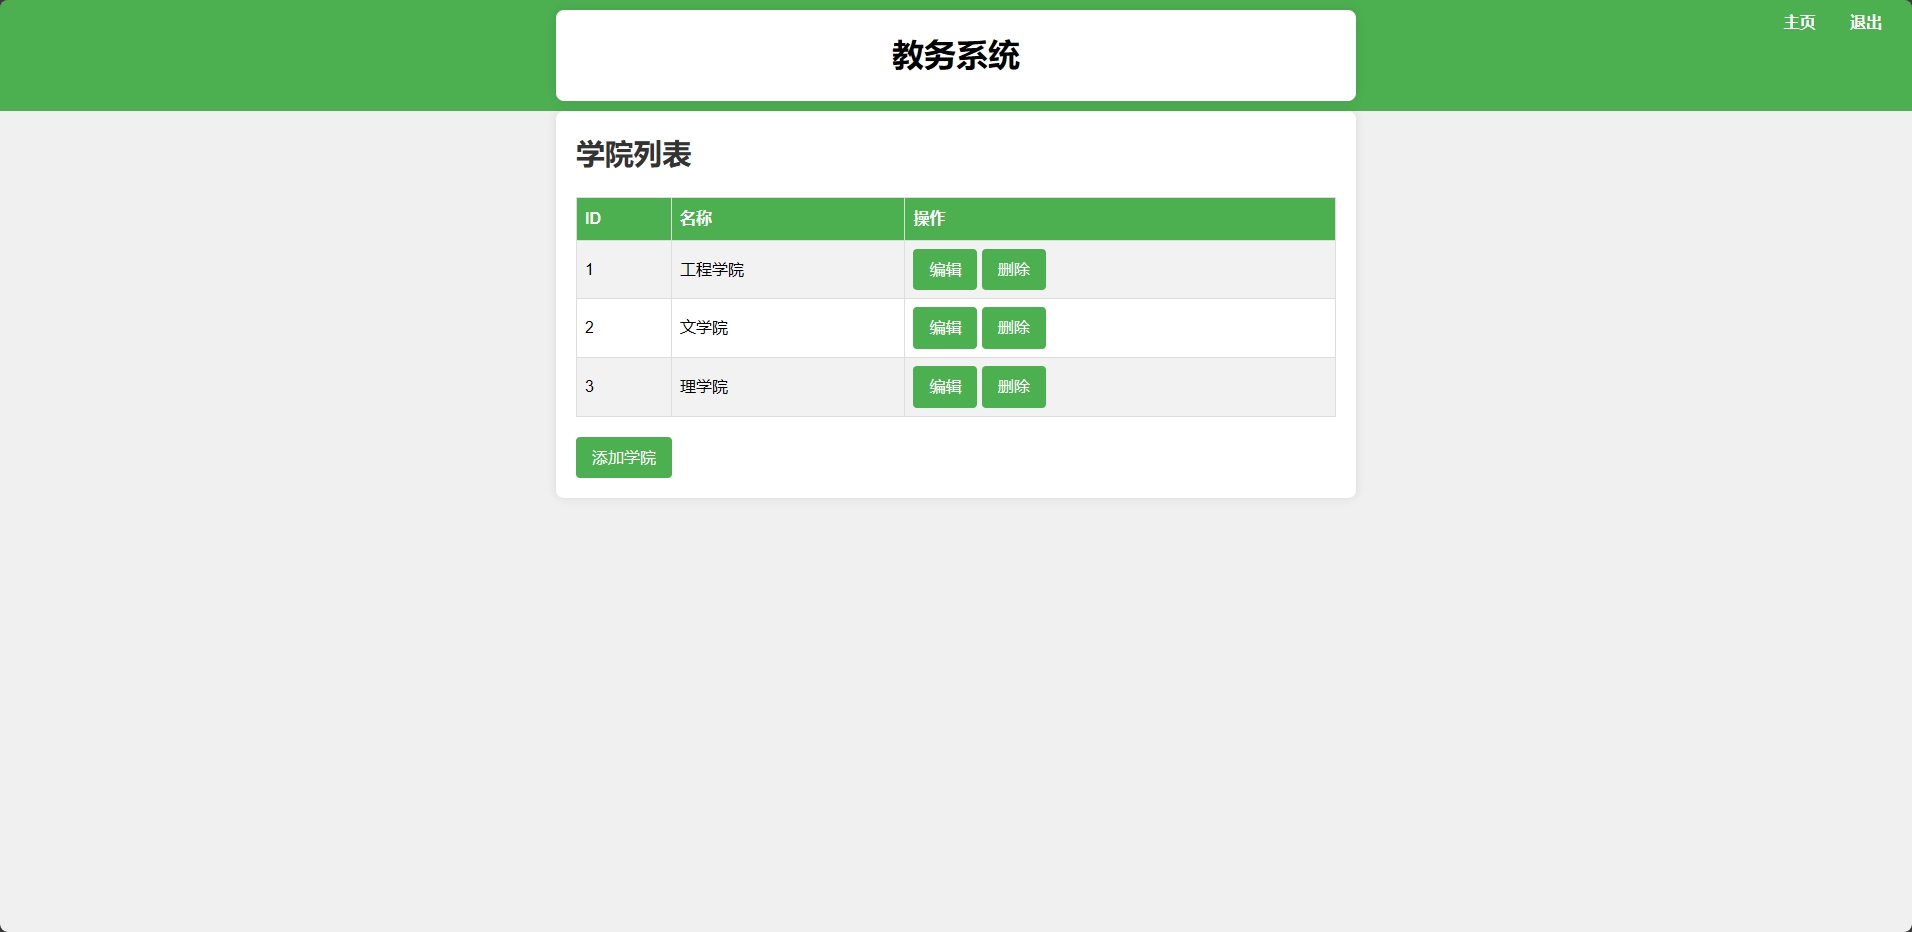 主页 退出
教务系统
学院列表
ID 名称 操作
1 工程学院 编辑 删除
2 文学院 编辑 删除
3 理学院 编辑 删除
添加学院